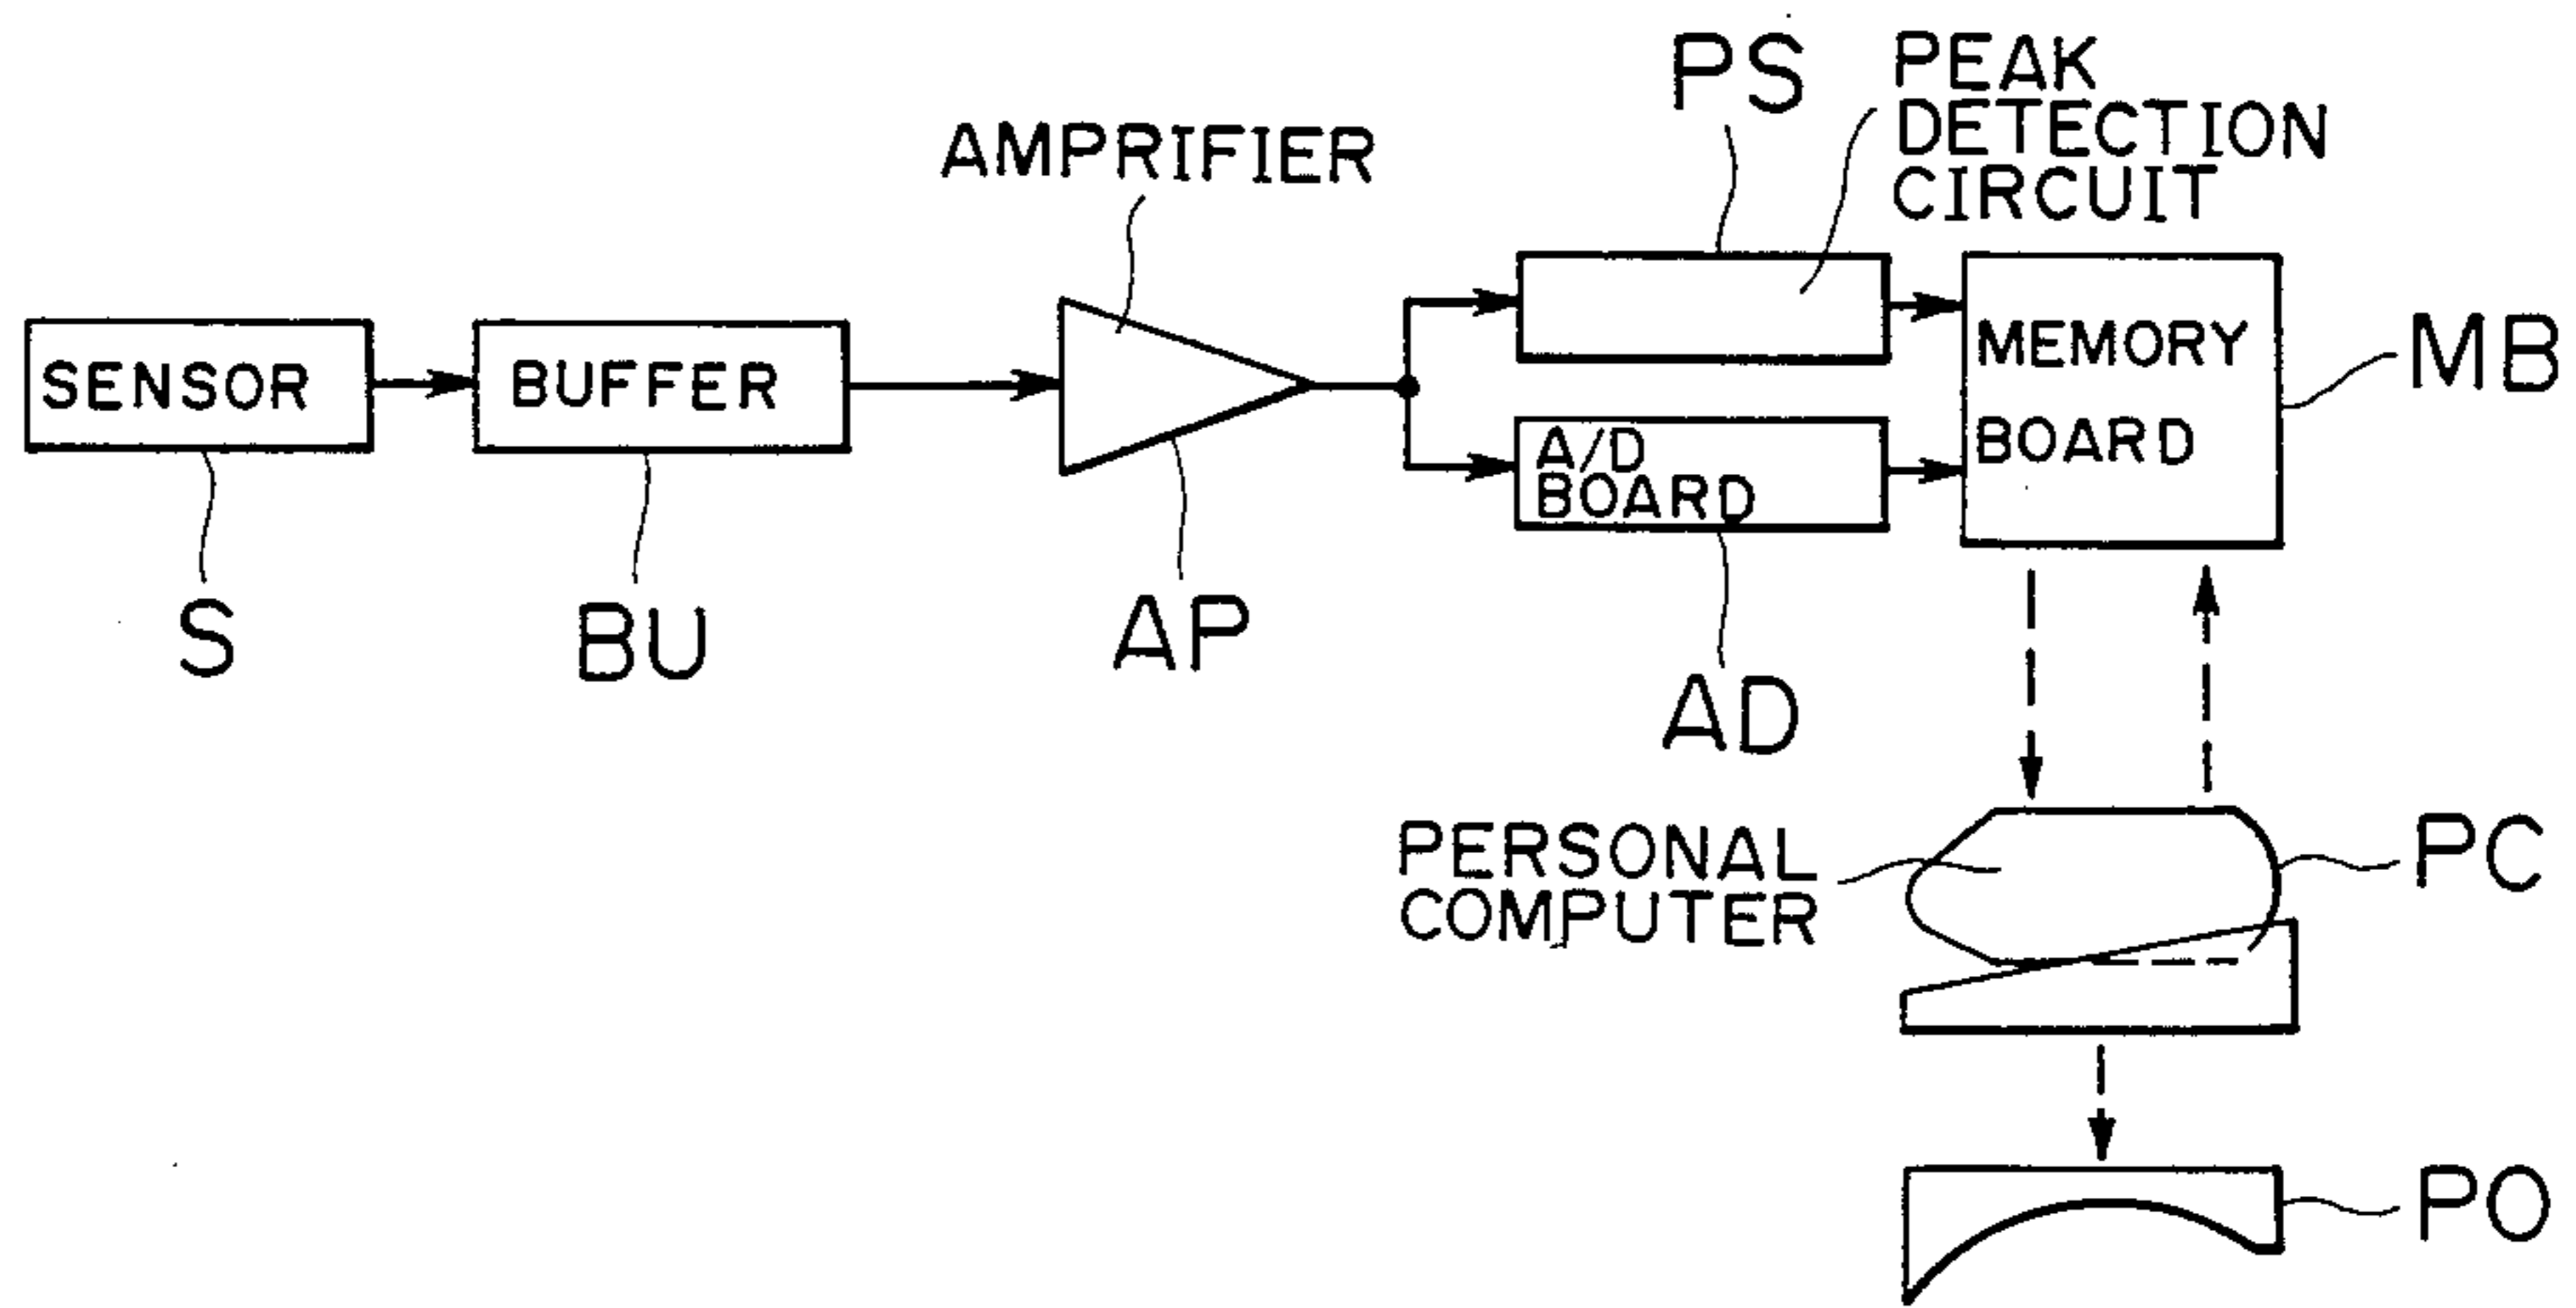 PS
PEAK
DETECTION
CIRCUIT
AMPRIFIER
SENSOR
BUFFER
MEMORY
BOARD
MB
A/D
BOARD
S
BU
AP
AD
PERSONAL
COMPUTER
PC
PO